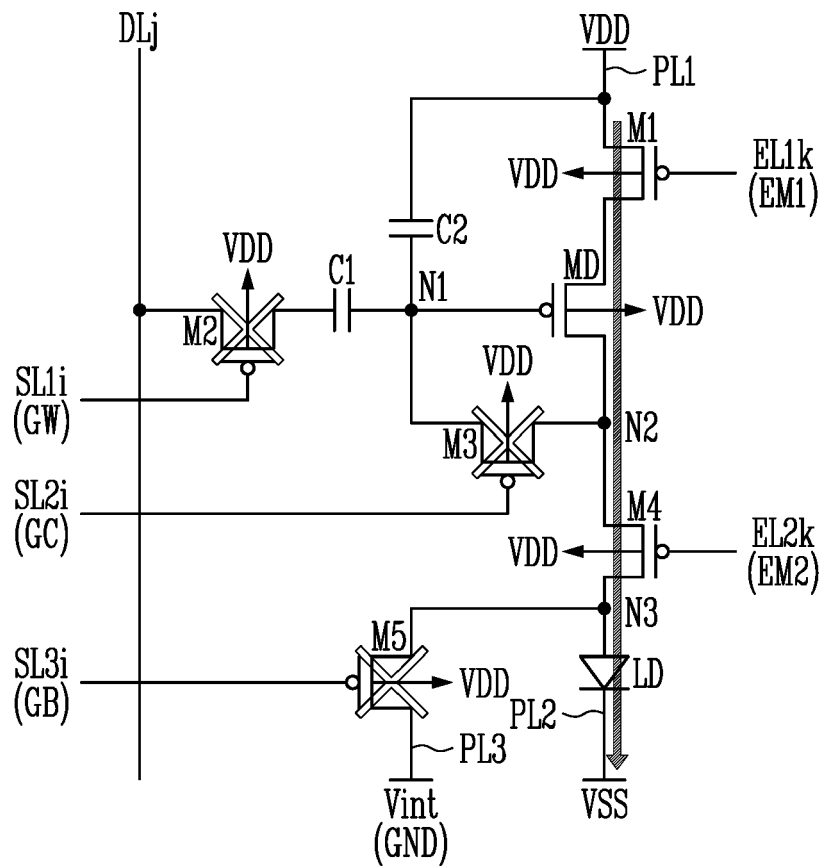 DLj
VDD
PL1
M1
VDD
EL1k
(EM1)
C2
VDD
C1
N1
MD
VDD
M2
VDD
SL1i
(GW)
M3
N2
SL2i
(GC)
M4
VDD
EL2k
(EM2)
N3
M5
SL3i
(GB)
VDD
LD
PL2
PL3
Vint
(GND)
VSS